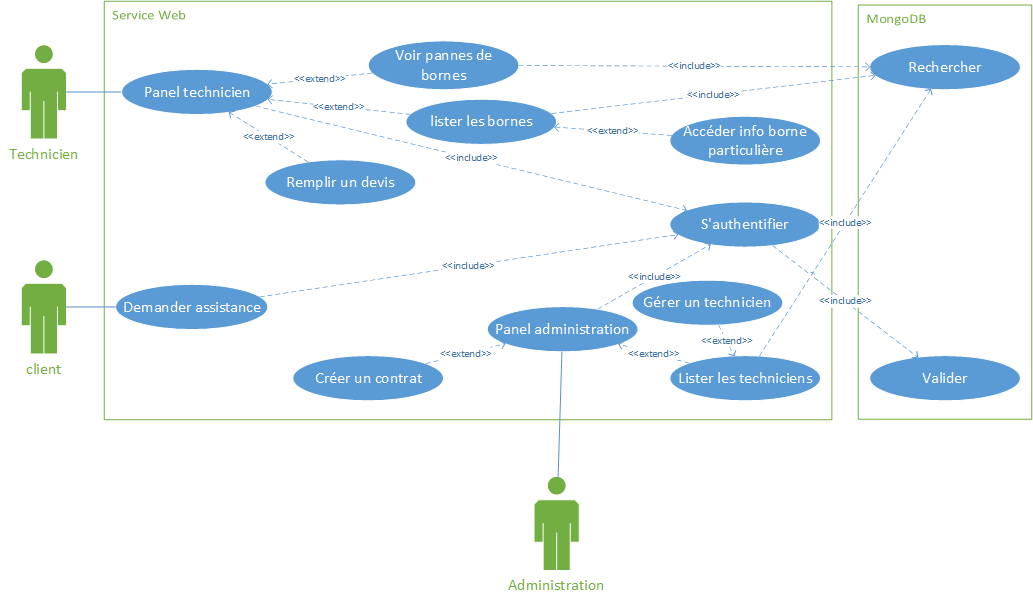 Service Web
MongoDB
Voir pannes de
bornes
<<include>>
Rechercher
<<extend>>
Panel technicien
<<include>>
<<extend>>
lister les bornes
<<extend>>
Accéder info borne
particulière
<<extend>>
Technicien
<<include>>
Remplir un devis
S'authentifier
<<include>>
<<include>>
<<include>>
Demander assistance
Gérer un technicien
<<include>>
Panel administration
<<extend>>
<<extend>>
<<extend>>
client
Créer un contrat
Lister les techniciens
Valider
Administration